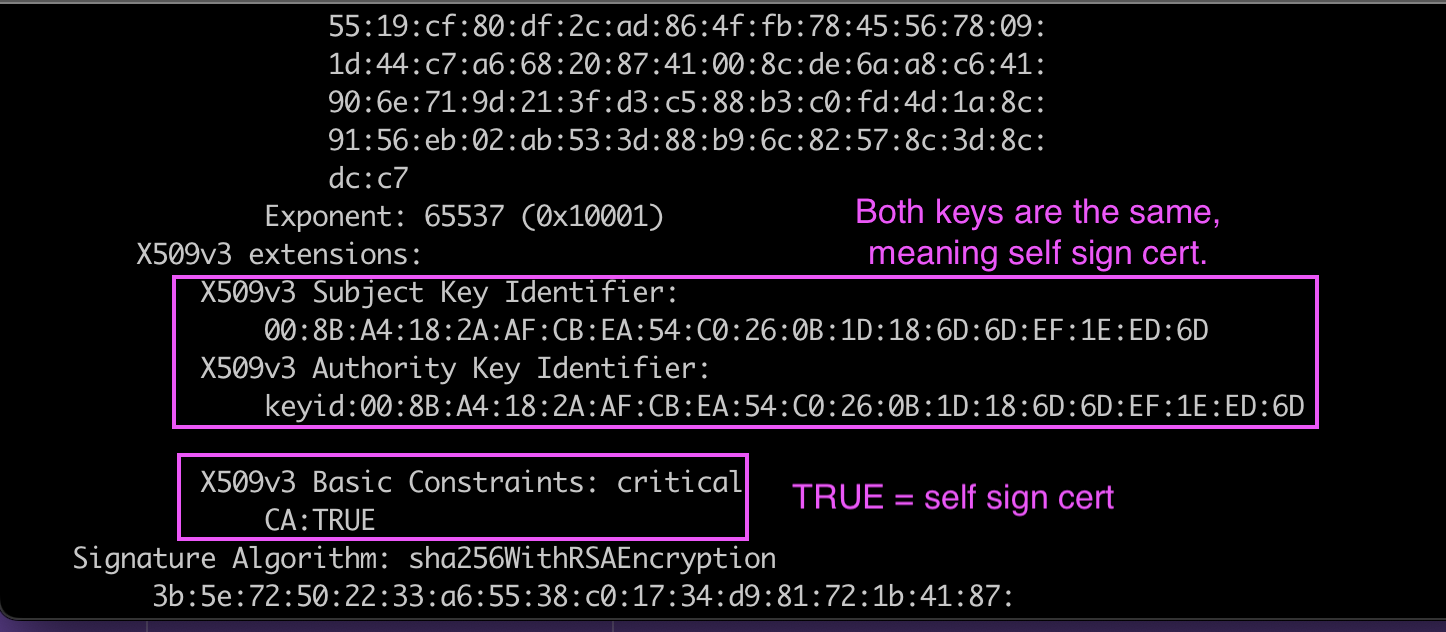 55:19:cf:80:df:2c:ad:86:4f:fb:78:45:56:78:09:
1d:44:c7:a6:68:20:87:41:00:8c:de:6a:a8:c6:41:
90:6e:71:9d:21:3f:d3:c5:88:b3:c0:fd:4d:1a:8c:
91:56:eb:02:ab:53:3d:88:b9:6c:82:57:8c:3d:8c:
dc:c7
Exponent: 65537 (0x10001)
Both keys are the same,
meaning self sign cert.
X509v3 extensions:
X509v3 Subject Key Identifier:
00:8B:A4:18:2A:AF:CB:EA:54:C0:26:0B:1D:18:6D:6D:EF:1E:ED:6D
X509v3 Authority Key Identifier:
keyid:00:8B:A4:18:2A:AF:CB:EA:54:C0:26:0B:1D:18:6D:6D:EF:1E:ED:6D
X509v3 Basic Constraints: critical
CA:TRUE
TRUE = self sign cert
Signature Algorithm: sha256WithRSAEncryption
3b:5e:72:50:22:33:a6:55:38:c0:17:34:d9:81:72:1b:41:87: